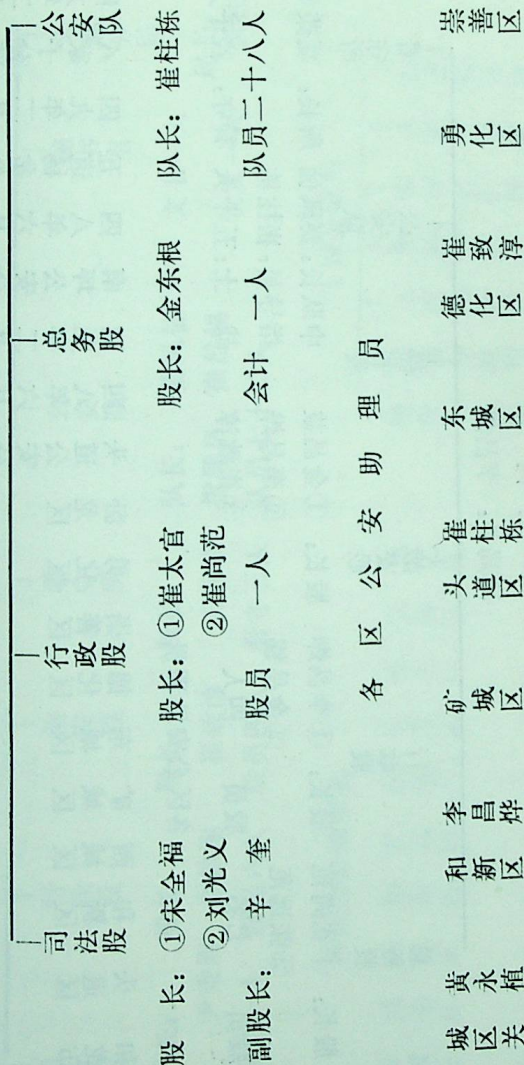 司法股
行政股
总务股
公安队
股长：①宋全福
②刘光义
副股长：辛奎
股长：①崔太官
②崔尚范
股员一人
股长：金东根
会计一人
队长：崔柱栋
队员二十八人
各区公安助理员
城区关 黄永植
和新区 李昌烨
矿城区
头道区 崔柱栋
东城区
德化区 崔致淳
勇化区
崇善区